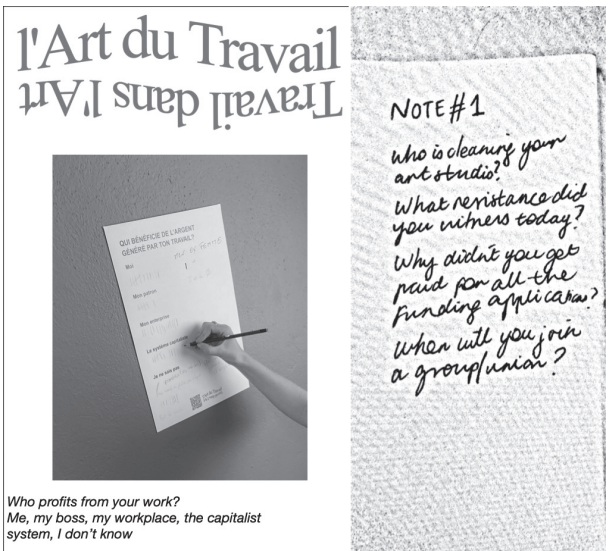 l'Art du Travail
Travail dans l'Art
QUI BÉNÉFICIE DE L'ARGENT
GÉNÉRÉ PAR TON TRAVAIL?
Moi
Mon patron
Mon entreprise
Le système capitaliste
Je ne sais pas
Who profits from your work?
Me, my boss, my workplace, the capitalist
system, I don't know
NOTE #1
who is cleaning your
art studio?
What resistance did
you witness today?
Why didn't you get
paid for all the
funding applications?
when will you join
a group/union?